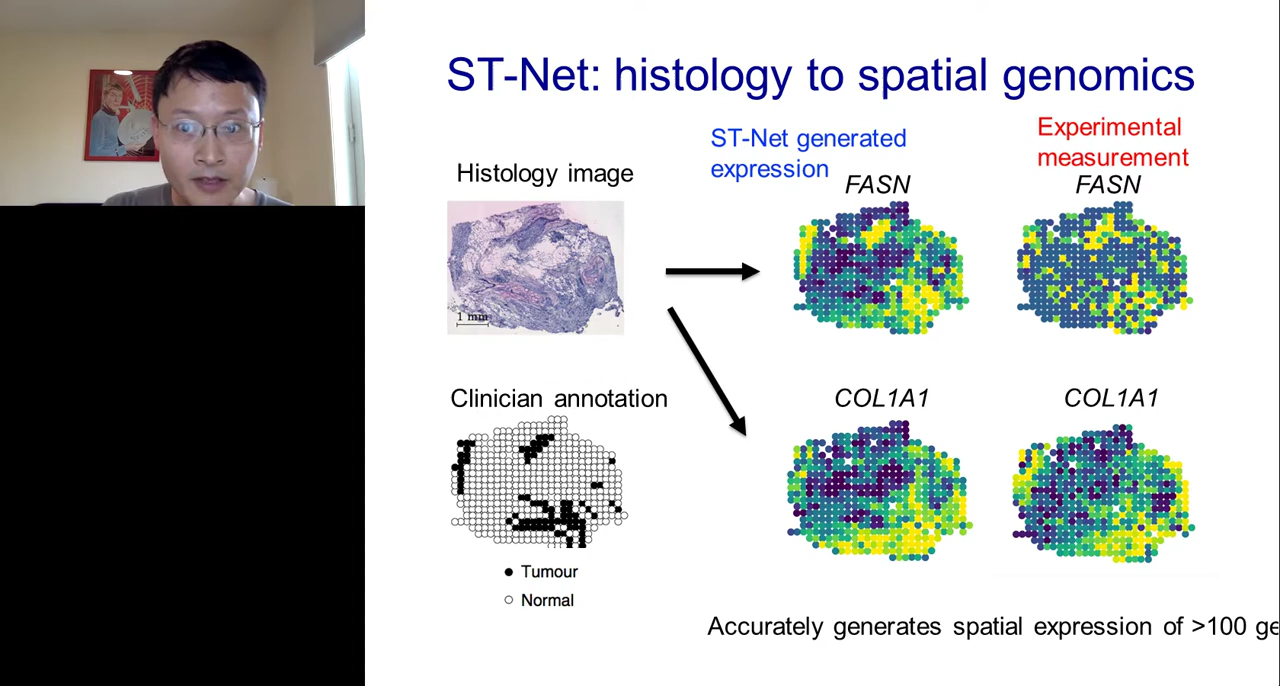 ST-Net: histology to spatial genomics
Histology image
ST-Net generated
expression
FASN
Experimental
measurement
FASN
1 mm
Clinician annotation
COL1A1
COL1A1
Tumour
Normal
Accurately generates spatial expression of >100 ge